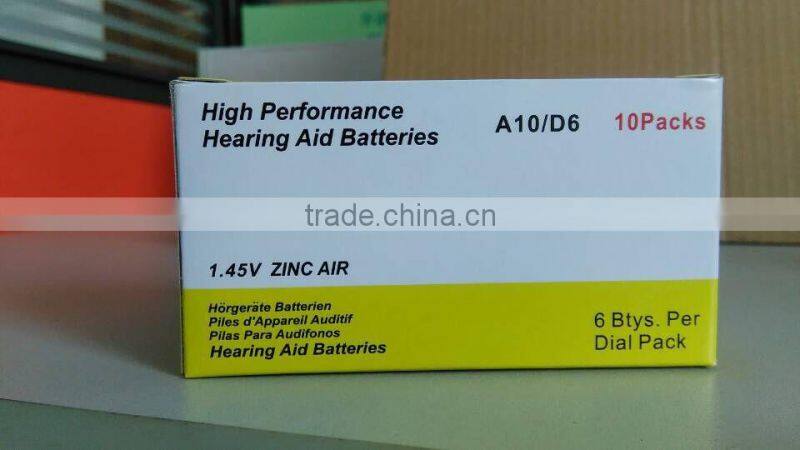 High Performance
Hearing Aid Batteries
A10/D6
10Packs
trade.china.cn
1.45V ZINC AIR
Hörgeräte Batterien
Piles d'Appareil Auditif
Pilas Para Audifonos
Hearing Aid Batteries
6 Btys. Per
Dial Pack